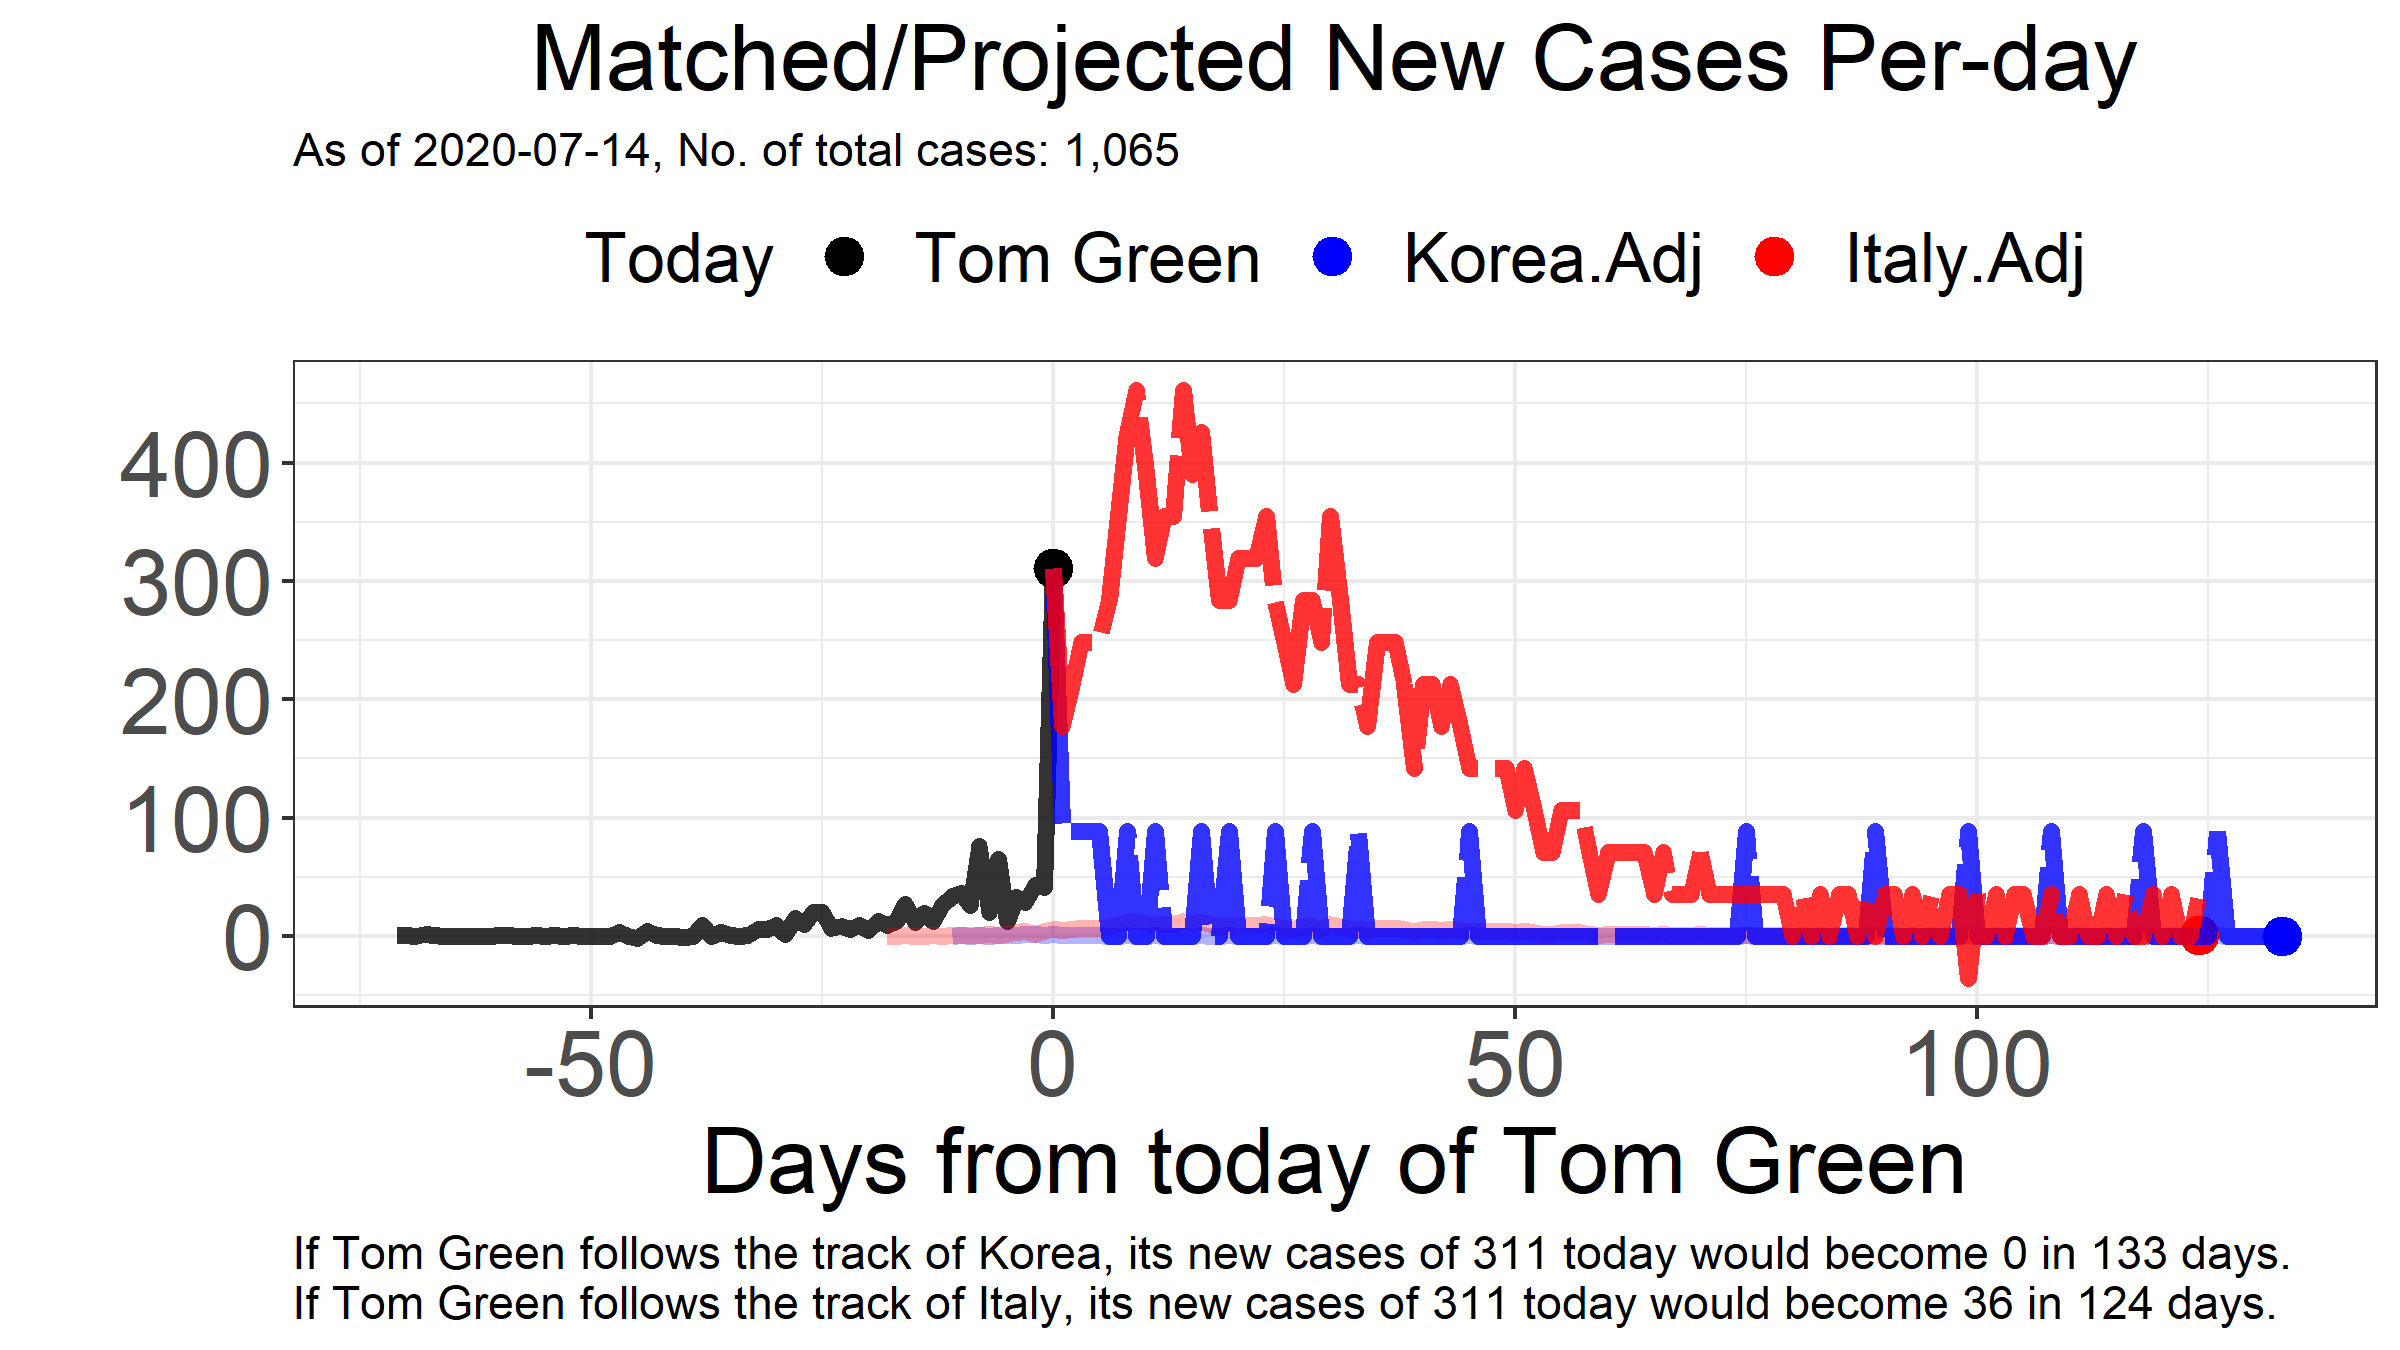 Matched/Projected New Cases Per-day
As of 2020-07-14, No. of total cases: 1,065
Today Tom Green Korea.Adj Italy.Adj
400
300
200
100
0
-50 0 50 100
Days from today of Tom Green
If Tom Green follows the track of Korea, its new cases of 311 today would become 0 in 133 days.
If Tom Green follows the track of Italy, its new cases of 311 today would become 36 in 124 days.